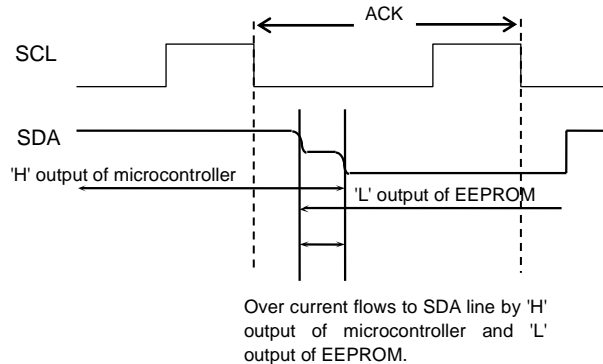 ACK
SCL
SDA
'H' output of microcontroller
'L' output of EEPROM
Over current flows to SDA line by 'H'
output of microcontroller and 'L'
output of EEPROM.